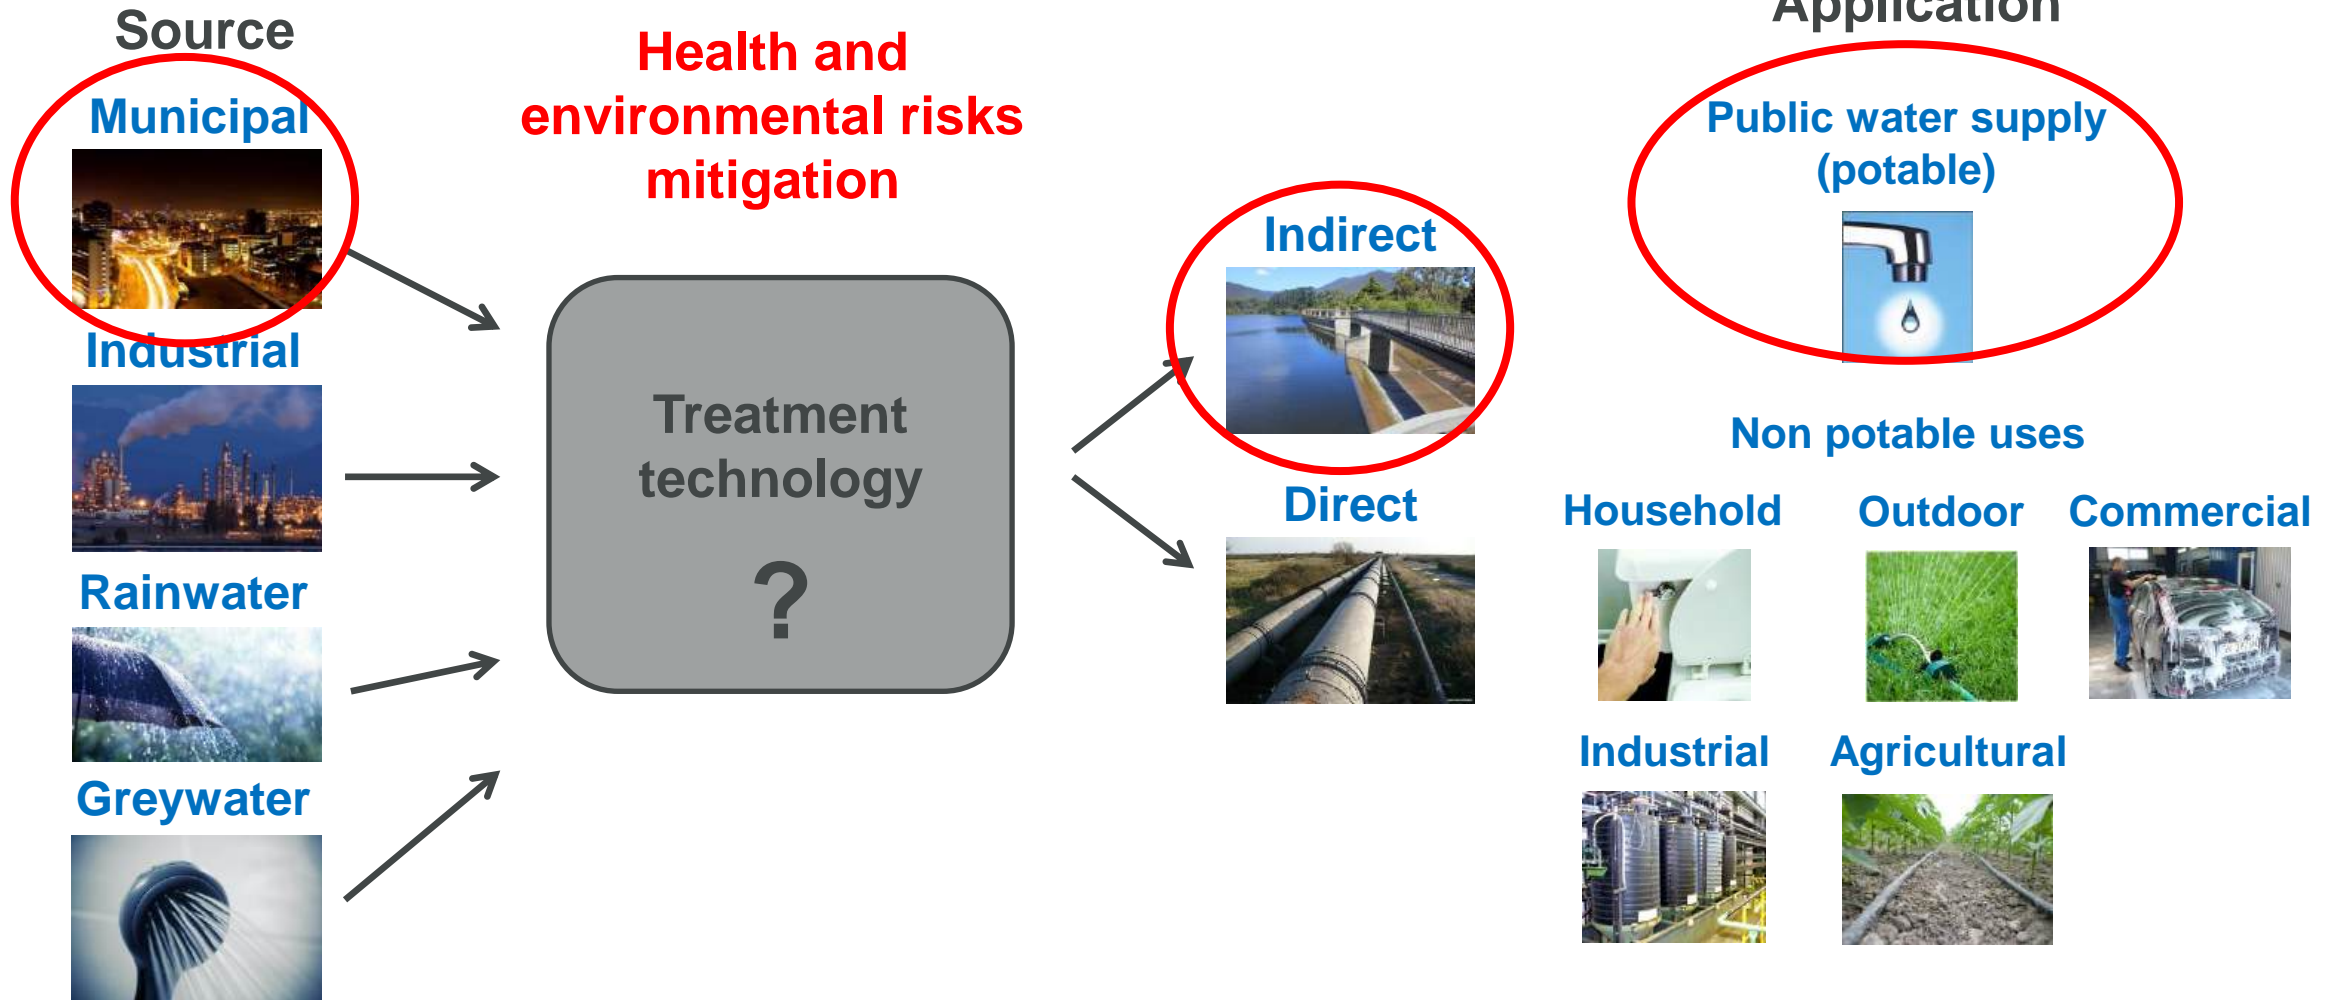 Source
Municipal
Industrial
Rainwater
Greywater
Health and
environmental risks
mitigation
Treatment
technology
?
Indirect
Direct
Application
Public water supply
(potable)
Non potable uses
Household
Outdoor
Commercial
Industrial
Agricultural